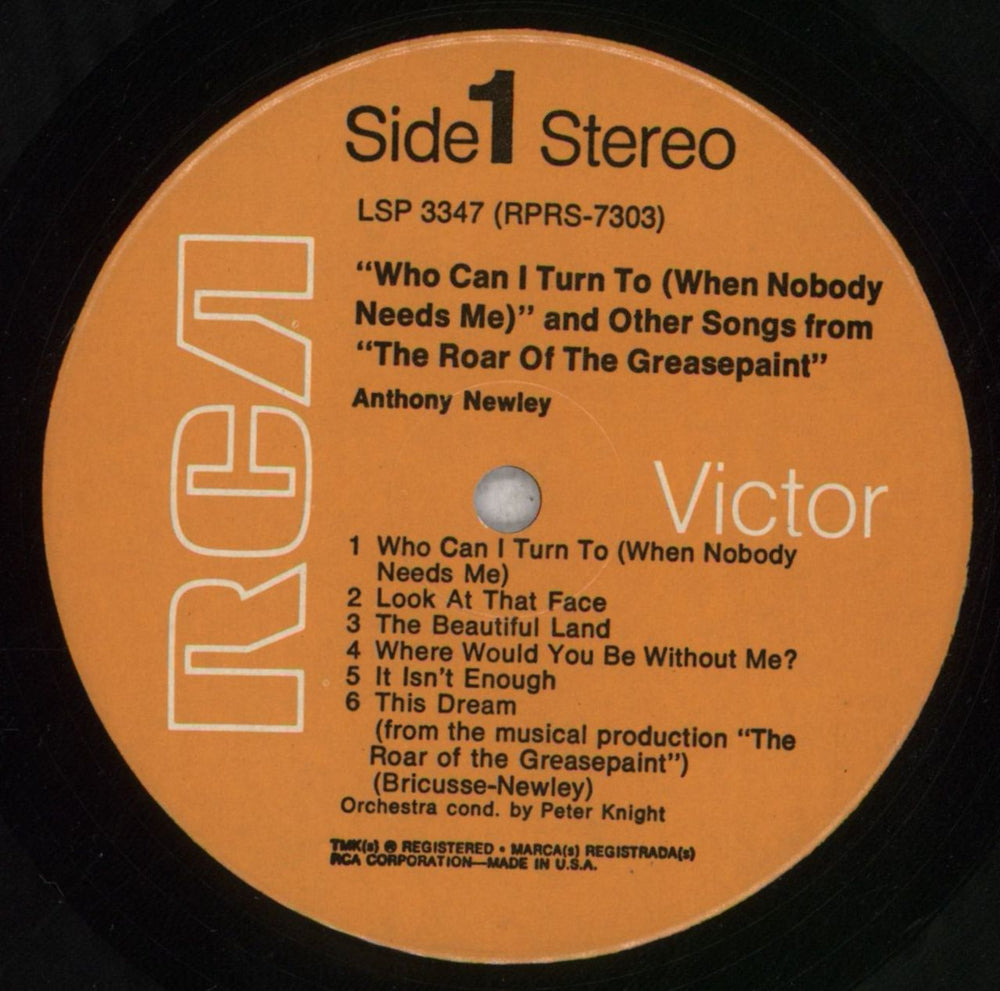 Side 1 Stereo
LSP 3347 (RPRS-7303)
"Who Can I Turn To (When Nobody
Needs Me)" and Other Songs from
"The Roar Of The Greasepaint"
Anthony Newley
RCA
Victor
1 Who Can I Turn To (When Nobody
Needs Me)
2 Look At That Face
3 The Beautiful Land
4 Where Would You Be Without Me?
5 It Isn't Enough
6 This Dream
(from the musical production "The
Roar of the Greasepaint")
(Bricusse-Newley)
Orchestra cond. by Peter Knight
TMK(s) ® REGISTERED • MARCA(s) REGISTRADA(s)
RCA CORPORATION—MADE IN U.S.A.